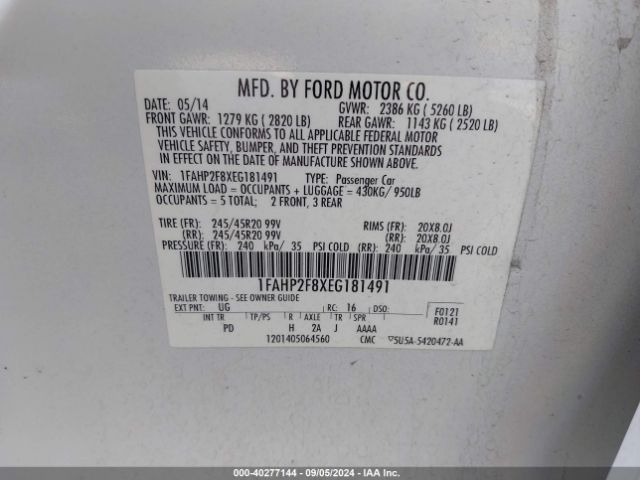 MFD. BY FORD MOTOR CO.
DATE: 05/14 GVWR: 2386 KG ( 5260 LB)
FRONT GAWR: 1279 KG ( 2820 LB) REAR GAWR: 1143 KG ( 2520 LB)
THIS VEHICLE CONFORMS TO ALL APPLICABLE FEDERAL MOTOR
VEHICLE SAFETY, BUMPER, AND THEFT PREVENTION STANDARDS
IN EFFECT ON THE DATE OF MANUFACTURE SHOWN ABOVE.
VIN: 1FAHP2F8XEG181491 TYPE: Passenger Car
MAXIMUM LOAD = OCCUPANTS + LUGGAGE = 430KG/ 950LB
OCCUPANTS = 5 TOTAL; 2 FRONT, 3 REAR
TIRE (FR): 245/45R20 99V RIMS (FR): 20X8.0J
(RR): 245/45R20 99V (RR): 20X8.0J
PRESSURE (FR): 240 kPa/ 35 PSI COLD (RR): 240 kPa/ 35 PSI COLD
1FAHP2F8XEG181491
TRAILER TOWING - SEE OWNER GUIDE
EXT PNT: UG RC: 16 DSO: F0121
INT TR TP/PS R AXLE TR SPR R0141
PD H 2A J AAAA
1201405064560 CMC 5U5A-5420472-AA
000-40277144 - 09/05/2024 - IAAI.com